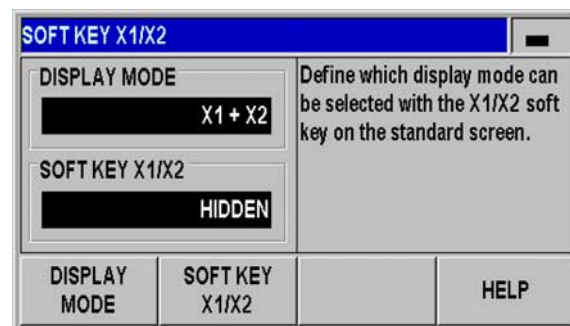 SOFT KEY X1/X2
DISPLAY MODE
X1 + X2
SOFT KEY X1/X2
HIDDEN
Define which display mode can
be selected with the X1/X2 soft
key on the standard screen.
DISPLAY
MODE
SOFT KEY
X1/X2
HELP